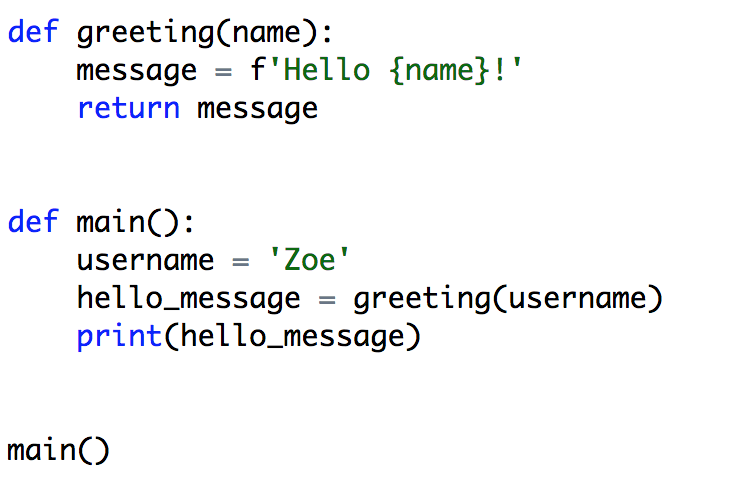 def greeting(name):
    message = f'Hello {name}!'
    return message
def main():
    username = 'Zoe'
    hello_message = greeting(username)
    print(hello_message)
main()